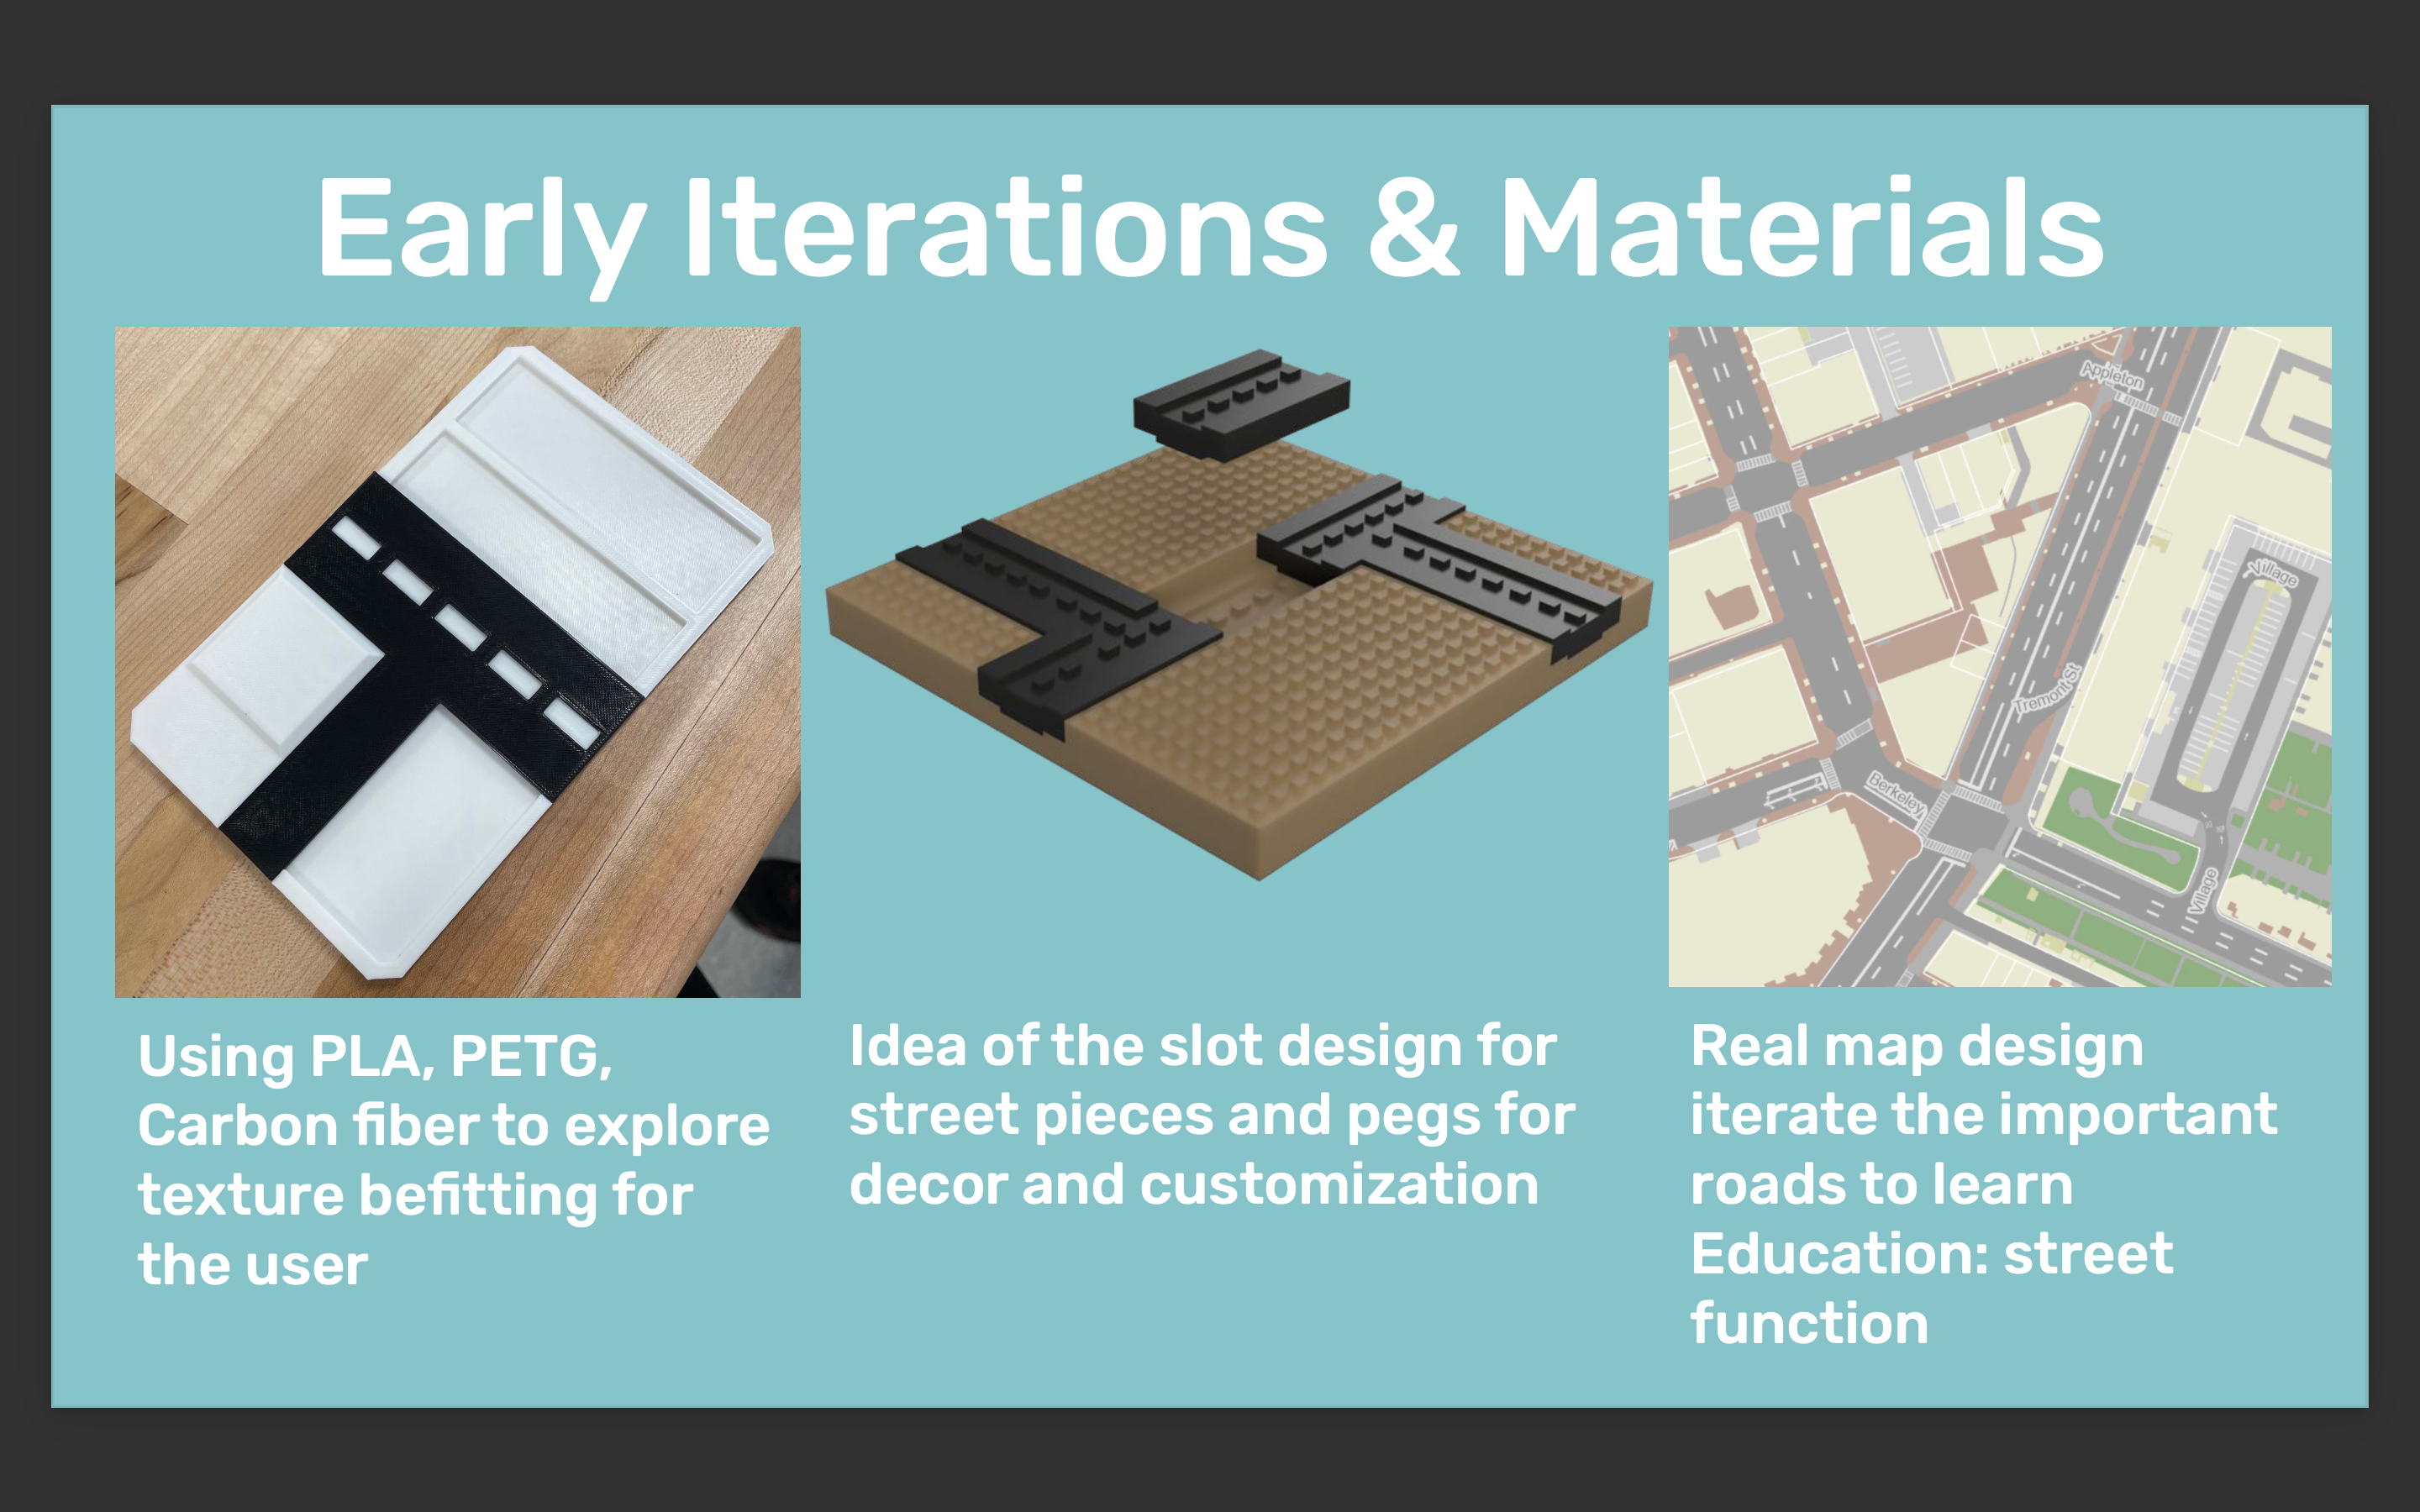 Early Iterations & Materials
Appleton
Village
Tremont St
Berkeley
Village
Using PLA, PETG,
Carbon fiber to explore
texture befitting for
the user
Idea of the slot design for
street pieces and pegs for
decor and customization
Real map design
iterate the important
roads to learn
Education: street
function